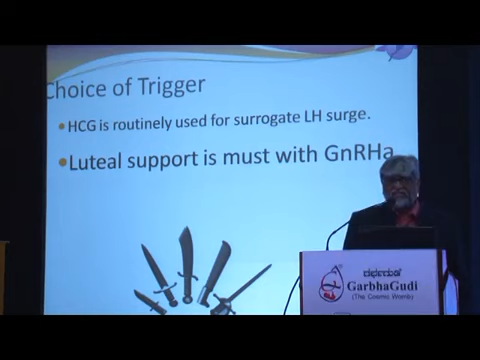 Choice of Trigger
HCG is routinely used for surrogate LH surge.
Luteal support is must with GnRHa
ಗರ್ಭಗುಡಿ
GarbhaGudi
(The Cosmic Womb)